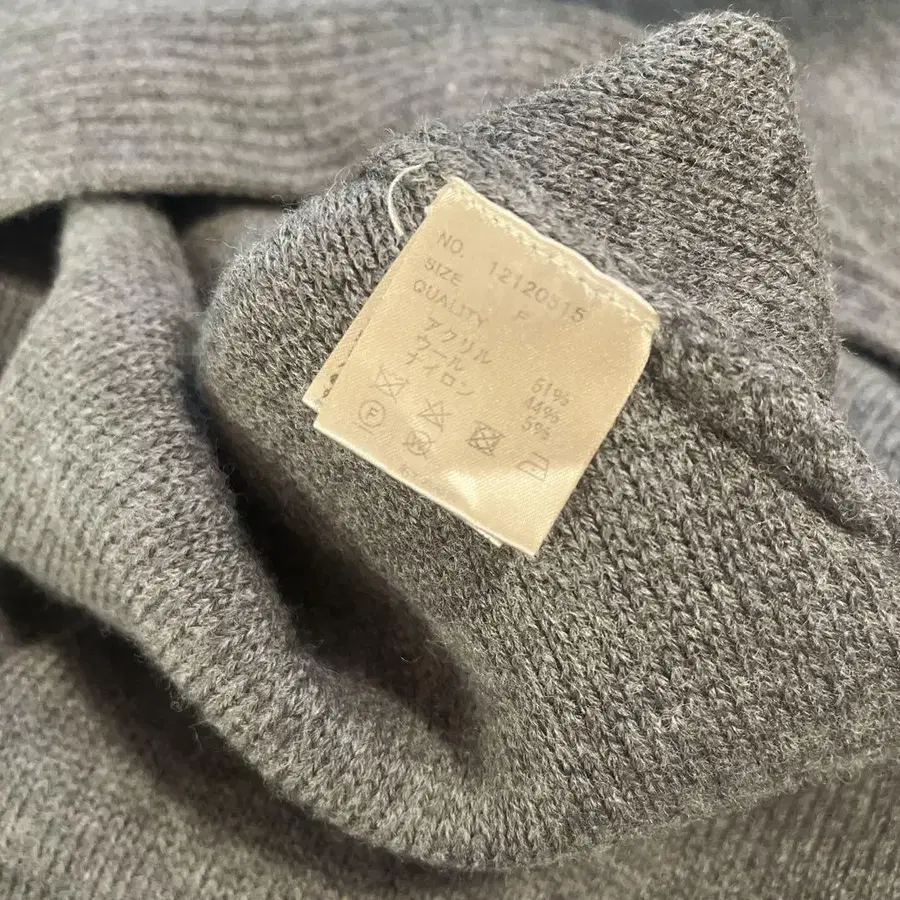 NO. 12120515
SIZE F
QUALITY
アクリル 51%
ウール 44%
ナイロン 5%
F